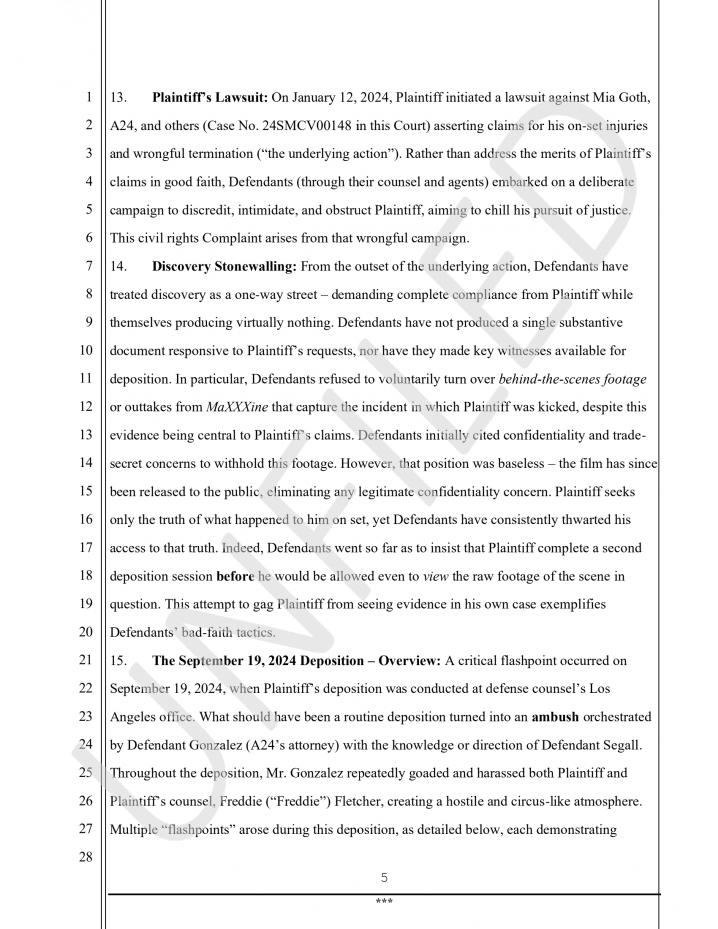 1 13. Plaintiff’s Lawsuit: On January 12, 2024, Plaintiff initiated a lawsuit against Mia Goth,
2 A24, and others (Case No. 24SMCV00148 in this Court) asserting claims for his on-set injuries
3 and wrongful termination (“the underlying action”). Rather than address the merits of Plaintiff’s
4 claims in good faith, Defendants (through their counsel and agents) embarked on a deliberate
5 campaign to discredit, intimidate, and obstruct Plaintiff, aiming to chill his pursuit of justice.
6 This civil rights Complaint arises from that wrongful campaign.
7 14. Discovery Stonewalling: From the outset of the underlying action, Defendants have
8 treated discovery as a one-way street – demanding complete compliance from Plaintiff while
9 themselves producing virtually nothing. Defendants have not produced a single substantive
10 document responsive to Plaintiff’s requests, nor have they made key witnesses available for
11 deposition. In particular, Defendants refused to voluntarily turn over behind-the-scenes footage
12 or outtakes from MaXXXine that capture the incident in which Plaintiff was kicked, despite this
13 evidence being central to Plaintiff’s claims. Defendants initially cited confidentiality and trade-
14 secret concerns to withhold this footage. However, that position was baseless – the film has since
15 been released to the public, eliminating any legitimate confidentiality concern. Plaintiff seeks
16 only the truth of what happened to him on set, yet Defendants have consistently thwarted his
17 access to that truth. Indeed, Defendants went so far as to insist that Plaintiff complete a second
18 deposition session before he would be allowed even to view the raw footage of the scene in
19 question. This attempt to gag Plaintiff from seeing evidence in his own case exemplifies
20 Defendants’ bad-faith tactics.
21 15. The September 19, 2024 Deposition – Overview: A critical flashpoint occurred on
22 September 19, 2024, when Plaintiff’s deposition was conducted at defense counsel’s Los
23 Angeles office. What should have been a routine deposition turned into an ambush orchestrated
24 by Defendant Gonzalez (A24’s attorney) with the knowledge or direction of Defendant Segall.
25 Throughout the deposition, Mr. Gonzalez repeatedly goaded and harassed both Plaintiff and
26 Plaintiff’s counsel, Freddie (“Freddie”) Fletcher, creating a hostile and circus-like atmosphere.
27 Multiple “flashpoints” arose during this deposition, as detailed below, each demonstrating
28
5
***
UNFILED